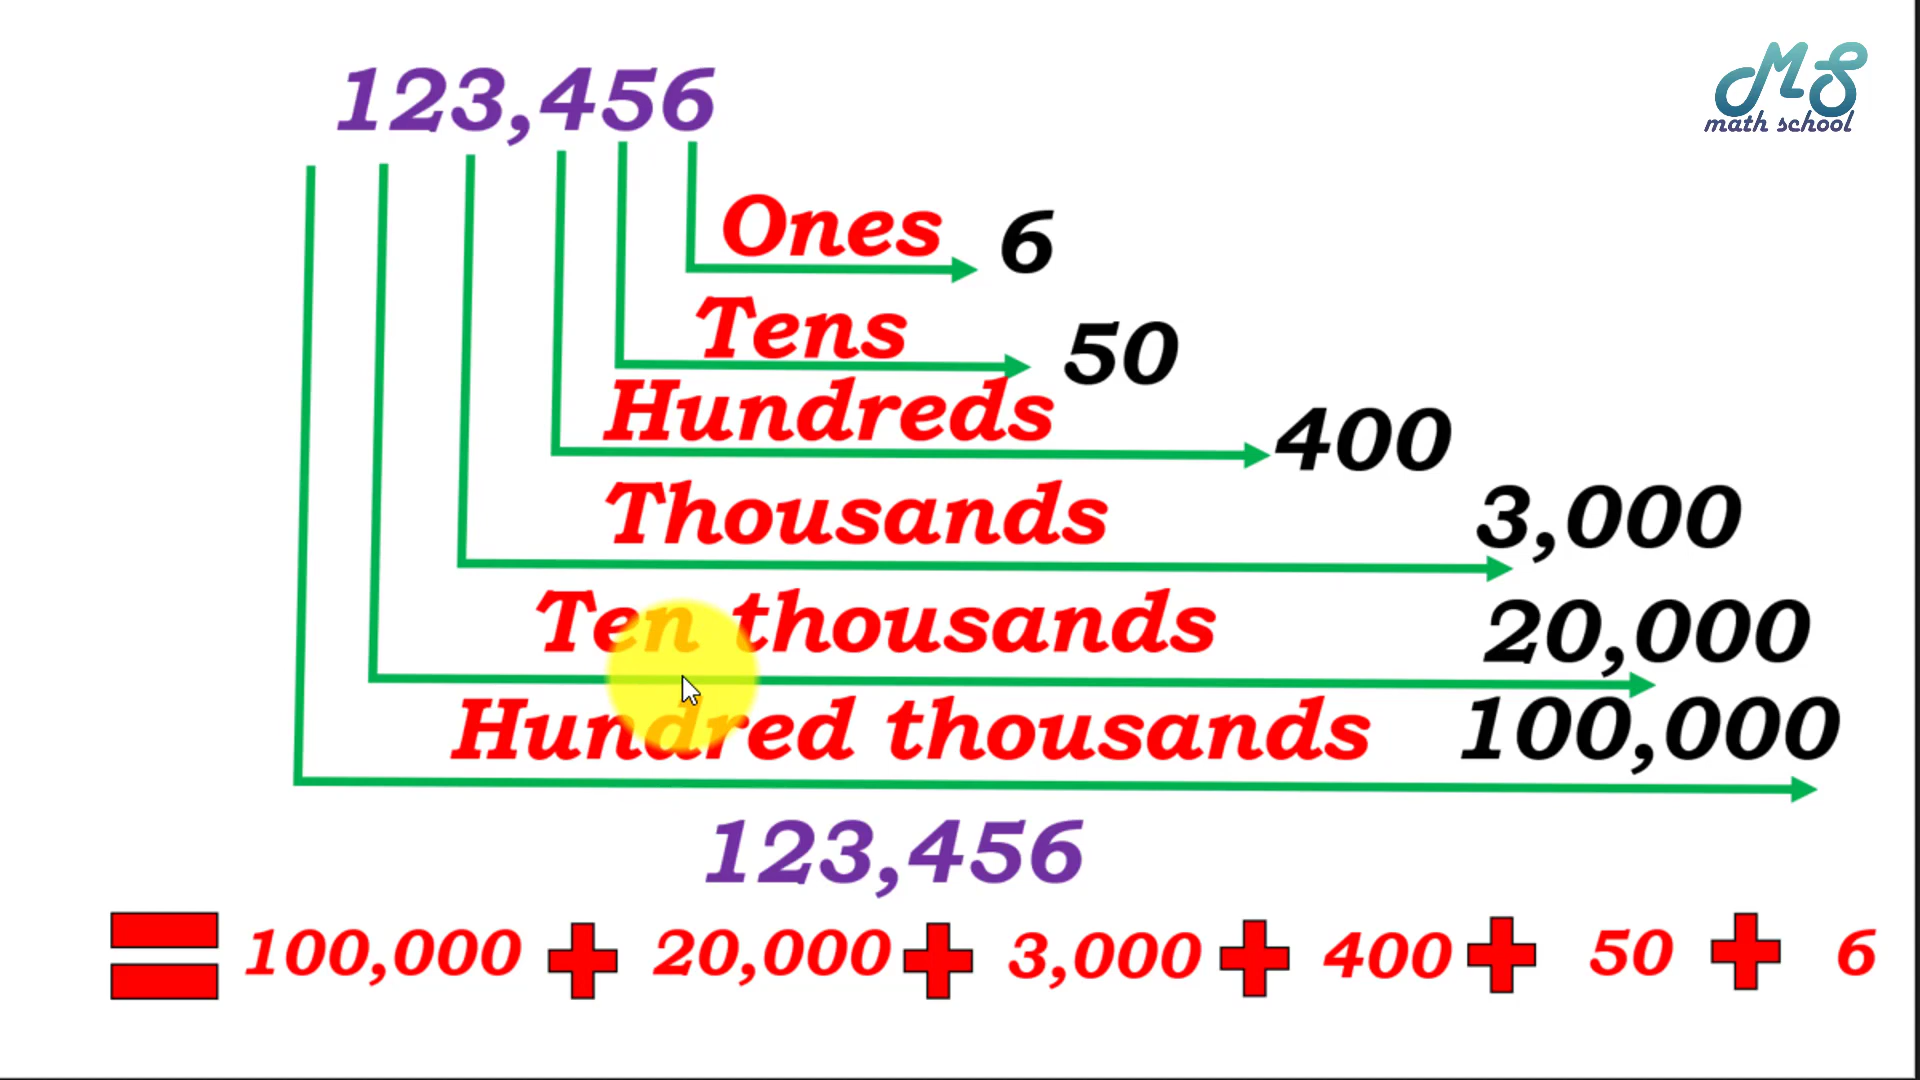 123,456
MS
math school
Ones 6
Tens 50
Hundreds 400
Thousands 3,000
Ten thousands 20,000
Hundred thousands 100,000
123,456
= 100,000 + 20,000 + 3,000 + 400 + 50 + 6